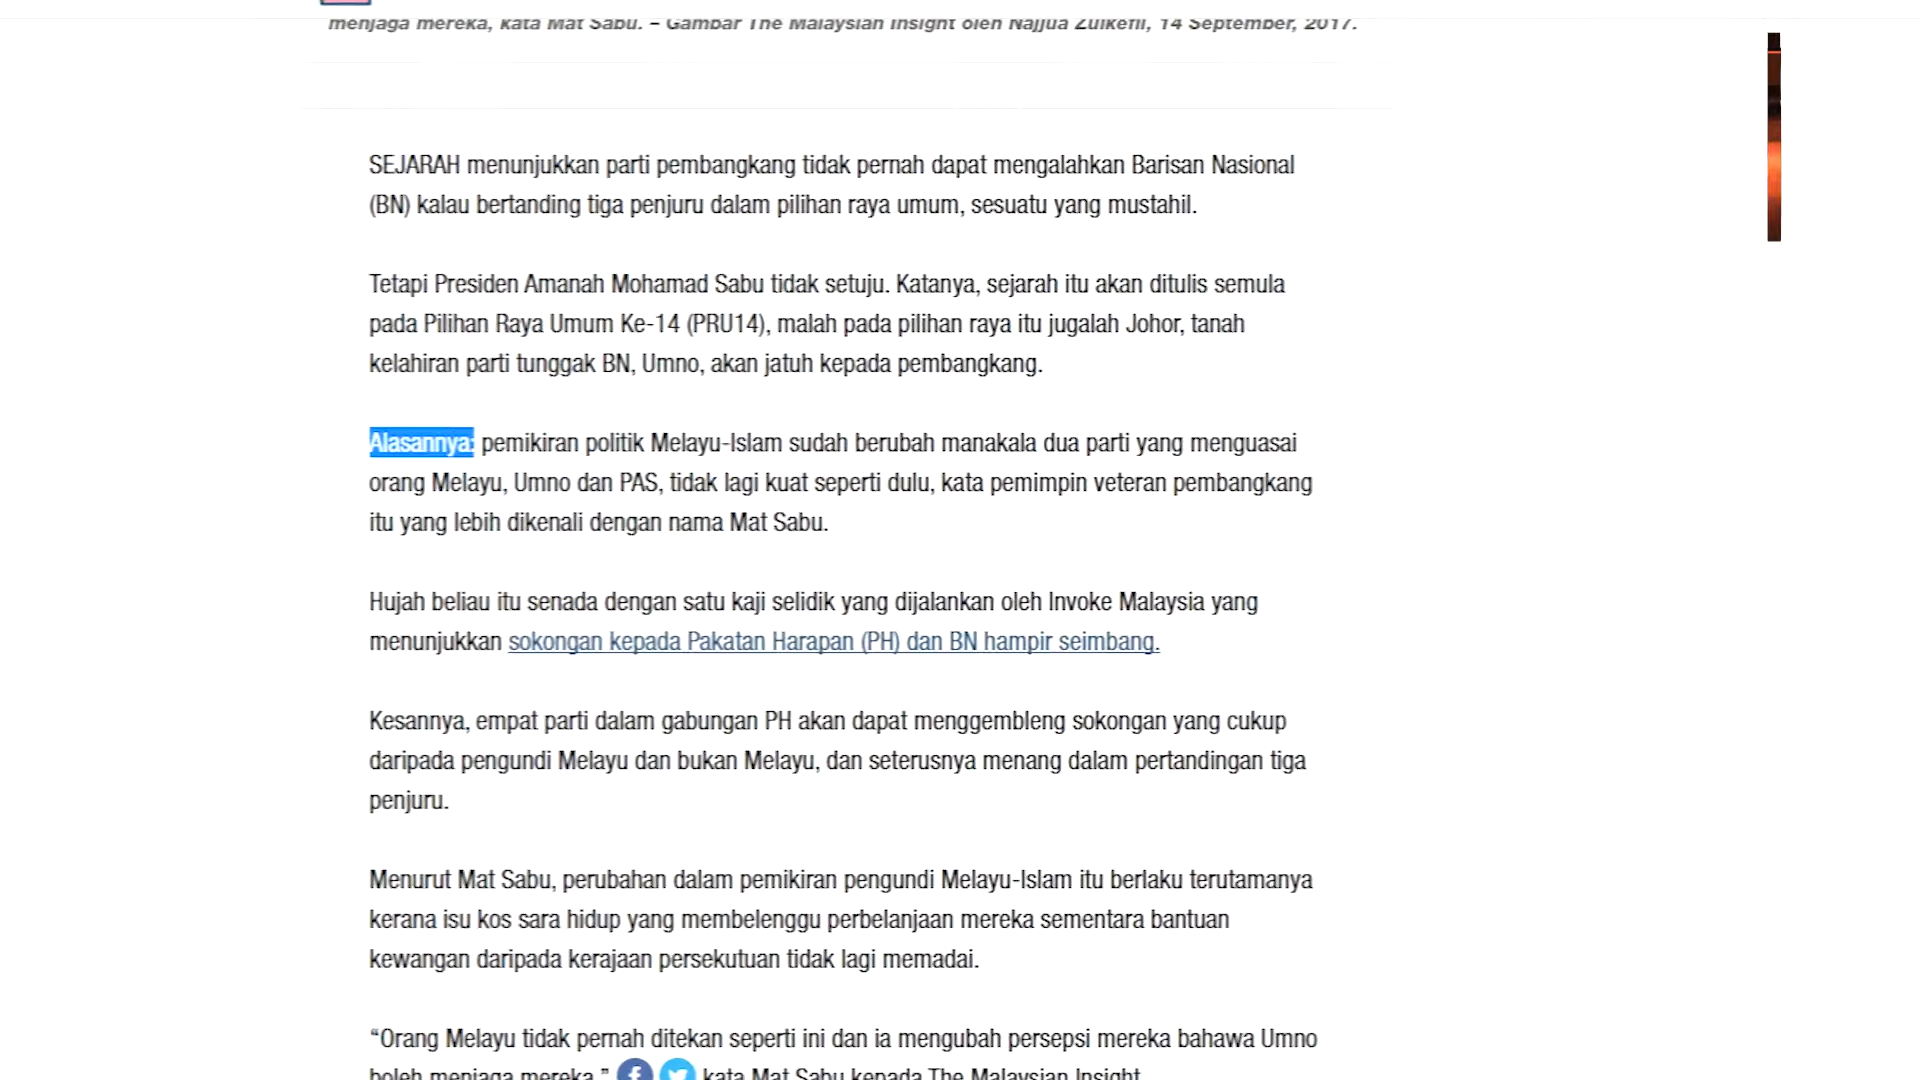 menjaga mereka, kata Mat Sabu. – Gambar The Malaysian Insight oleh Najjua Zulkefli, 14 September, 2017.
SEJARAH menunjukkan parti pembangkang tidak pernah dapat mengalahkan Barisan Nasional
(BN) kalau bertanding tiga penjuru dalam pilihan raya umum, sesuatu yang mustahil.
Tetapi Presiden Amanah Mohamad Sabu tidak setuju. Katanya, sejarah itu akan ditulis semula
pada Pilihan Raya Umum Ke-14 (PRU14), malah pada pilihan raya itu jugalah Johor, tanah
kelahiran parti tunggak BN, Umno, akan jatuh kepada pembangkang.
Alasannya: pemikiran politik Melayu-Islam sudah berubah manakala dua parti yang menguasai
orang Melayu, Umno dan PAS, tidak lagi kuat seperti dulu, kata pemimpin veteran pembangkang
itu yang lebih dikenali dengan nama Mat Sabu.
Hujah beliau itu senada dengan satu kaji selidik yang dijalankan oleh Invoke Malaysia yang
menunjukkan sokongan kepada Pakatan Harapan (PH) dan BN hampir seimbang.
Kesannya, empat parti dalam gabungan PH akan dapat menggembleng sokongan yang cukup
daripada pengundi Melayu dan bukan Melayu, dan seterusnya menang dalam pertandingan tiga
penjuru.
Menurut Mat Sabu, perubahan dalam pemikiran pengundi Melayu-Islam itu berlaku terutamanya
kerana isu kos sara hidup yang membelenggu perbelanjaan mereka sementara bantuan
kewangan daripada kerajaan persekutuan tidak lagi memadai.
“Orang Melayu tidak pernah ditekan seperti ini dan ia mengubah persepsi mereka bahawa Umno
boleh menjaga mereka,” kata Mat Sabu kepada The Malaysian Insight.